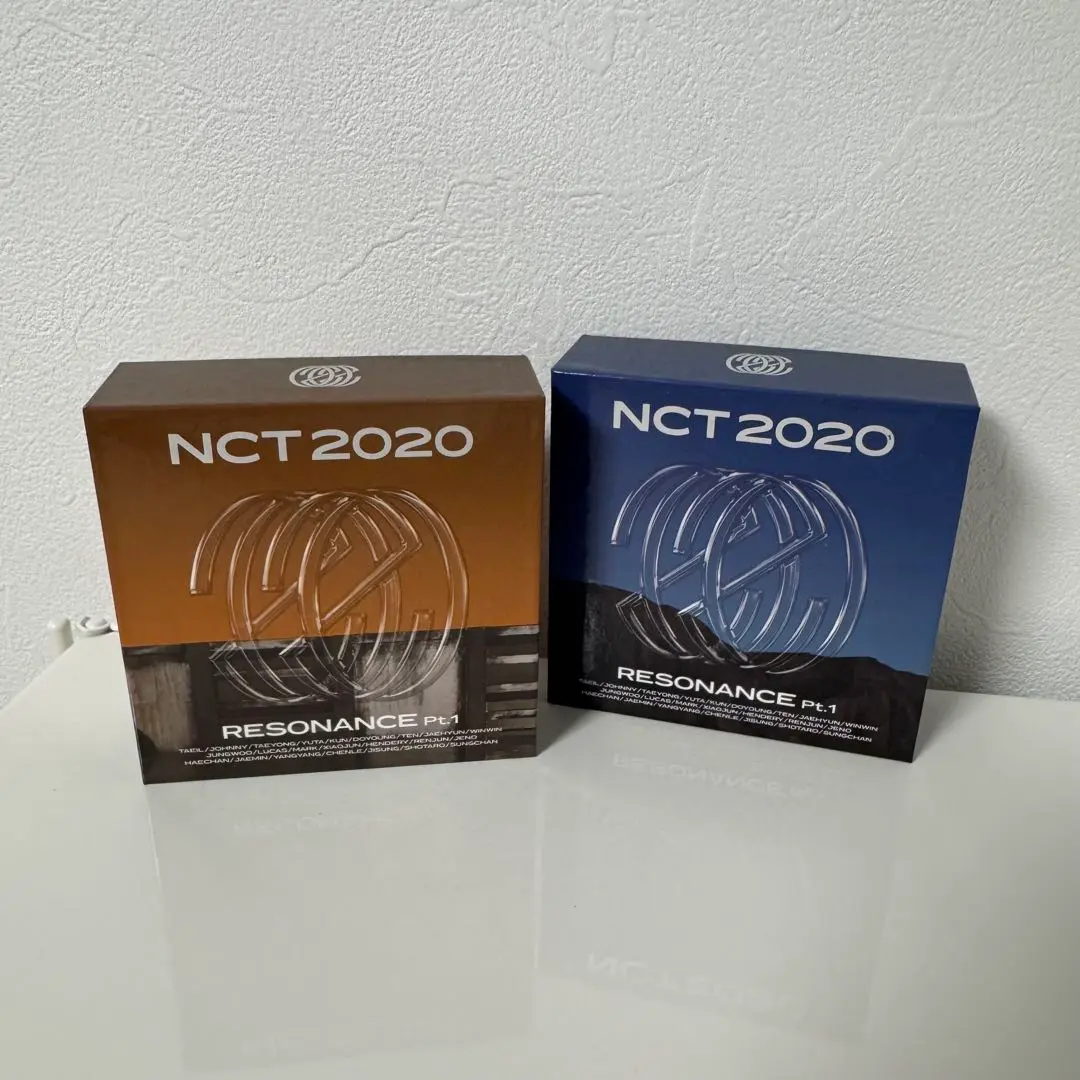 NCT 2020
RESONANCE Pt.1
TAEIL / JOHNNY / TAEYONG / YUTA / KUN / DOYOUNG / TEN / JAEHYUN / WINWIN
JUNGWOO / LUCAS / MARK / XIAOJUN / HENDERY / RENJUN / JENO
HAECHAN / JAEMIN / YANGYANG / CHENLE / JISUNG / SHOTARO / SUNGCHAN
NCT 2020
RESONANCE Pt.1
TAEIL / JOHNNY / TAEYONG / YUTA / KUN / DOYOUNG / TEN / JAEHYUN / WINWIN
JUNGWOO / LUCAS / MARK / XIAOJUN / HENDERY / RENJUN / JENO
HAECHAN / JAEMIN / YANGYANG / CHENLE / JISUNG / SHOTARO / SUNGCHAN